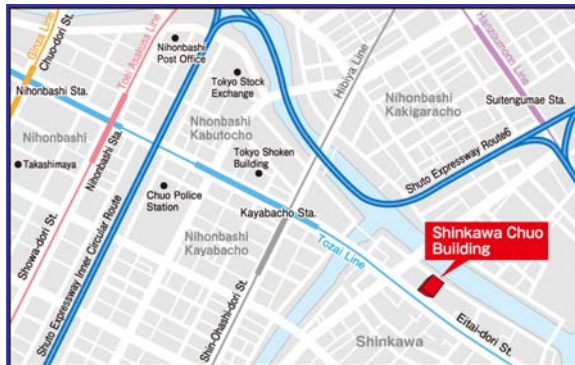 Ginza Line
Chuo-dori St.
Toei Asakusa Line
Nihonbashi
Post Office
Tokyo Stock
Exchange
Hibiya Line
Hanzoumonn Line
Nihonbashi Sta.
Nihonbashi
Kakigaracho
Suitengumae Sta.
Nihonbashi
Nhonbashi
Kabutocho
Takashimaya
Nihonbashi Sta.
Tokyo Shoken
Building
Shuto Expressway Route6
Chuo Police
Station
Kayabacho Sta.
Showa-dori St.
Shuto Expressway Inner Circular Route
Nihonbashi
Kayabacho
Tozai Line
Shinkawa Chuo
Building
Shin-Ohashi-dori St.
Shinkawa
Eitai-dori St.